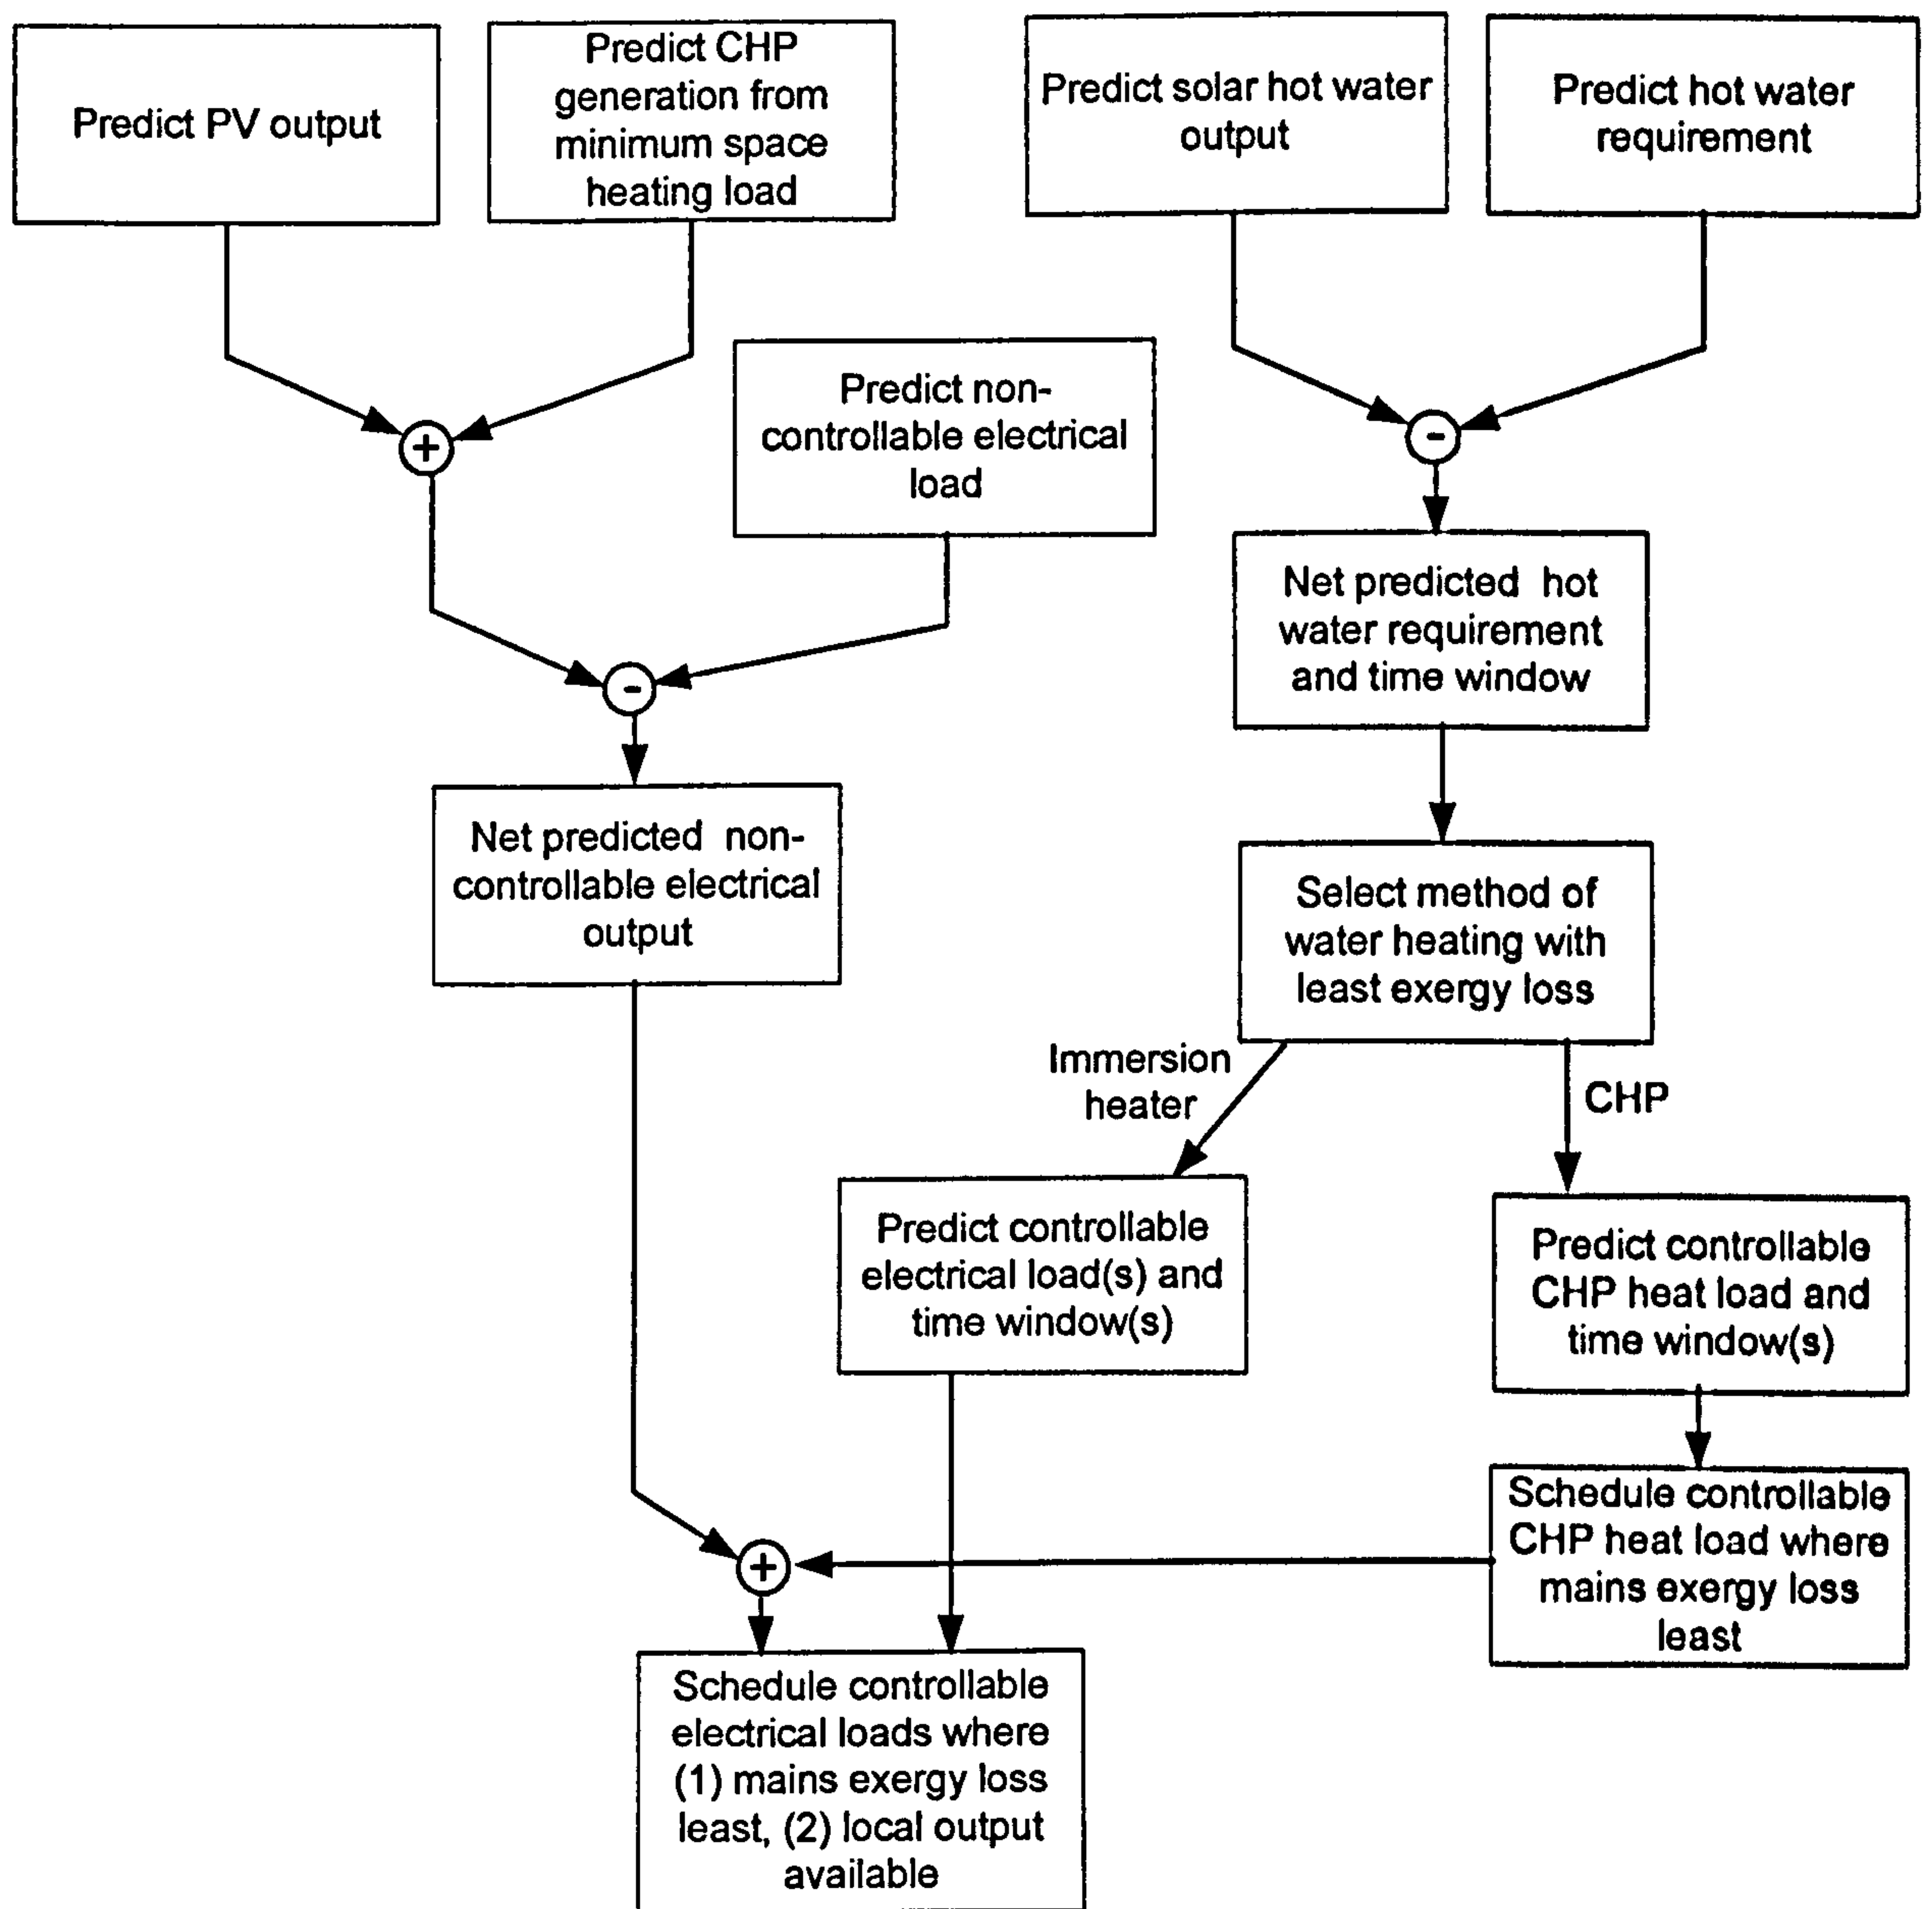 Predict PV output
Predict CHP
generation from
minimum space
heating load
Predict solar hot water
output
Predict hot water
requirement
Predict non-
controllable electrical
load
+
-
Net predicted hot
water requirement
and time window
-
Net predicted non-
controllable electrical
output
Select method of
water heating with
least exergy loss
Immersion
heater
CHP
Predict controllable
electrical load(s) and
time window(s)
Predict controllable
CHP heat load and
time window(s)
Schedule controllable
CHP heat load where
mains exergy loss
least
+
Schedule controllable
electrical loads where
(1) mains exergy loss
least, (2) local output
available